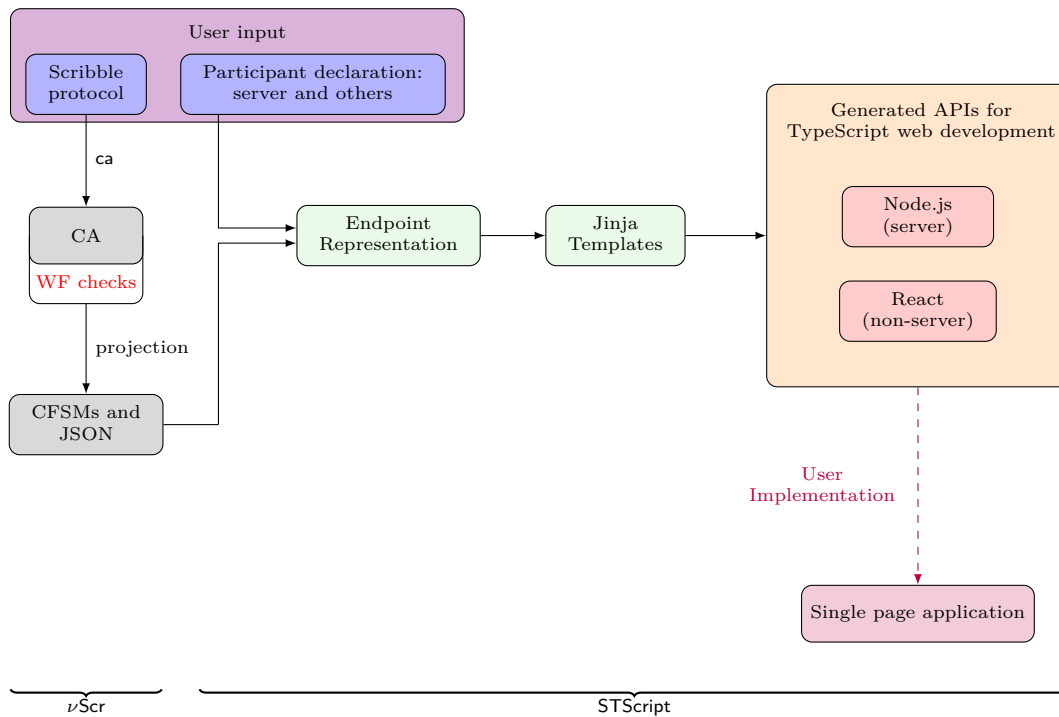 User input
Scribble
protocol
Participant declaration:
server and others
ca
CA
WF checks
projection
CFSMs and
JSON
Endpoint
Representation
Jinja
Templates
Generated APIs for
TypeScript web development
Node.js
(server)
React
(non-server)
User
Implementation
Single page application
νScr
STScript